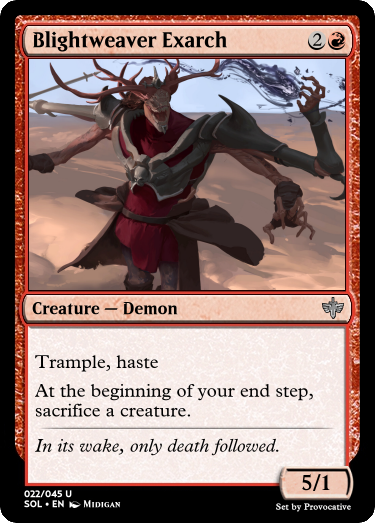 Blightweaver Exarch 2
Creature — Demon
Trample, haste
At the beginning of your end step,
sacrifice a creature.
In its wake, only death followed.
5/1
022/045 U
SOL • EN Midigan
Set by Provocative